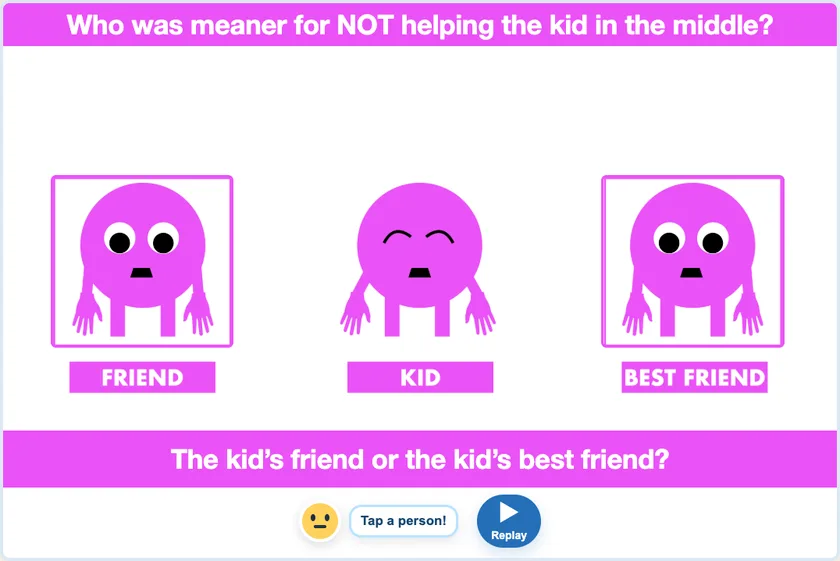 Who was meaner for NOT helping the kid in the middle?
FRIEND
KID
BEST FRIEND
The kid’s friend or the kid’s best friend?
Tap a person!
Replay